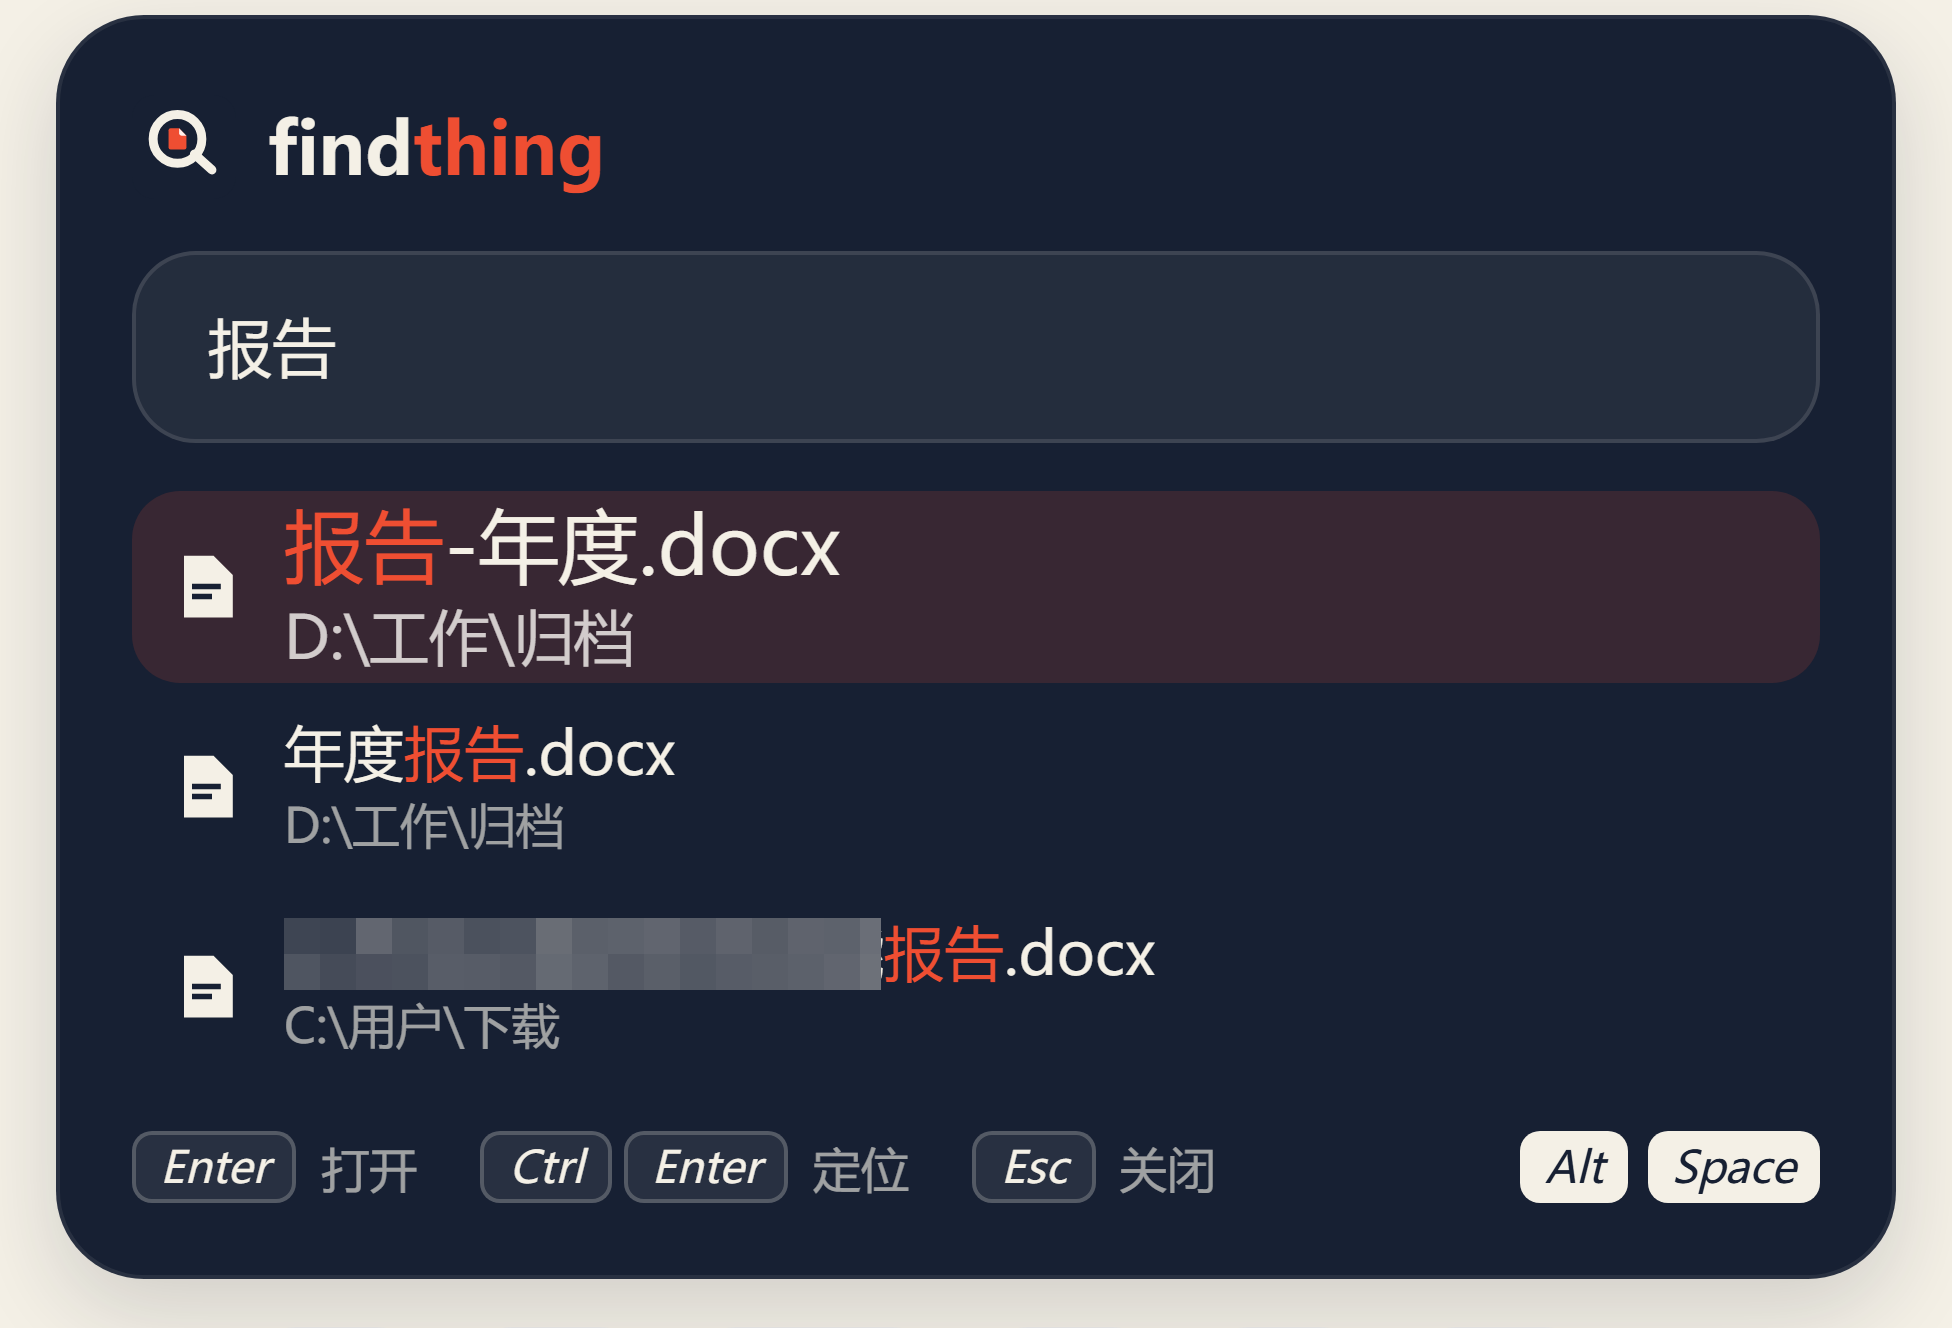 findthing
报告
报告-年度.docx
D:\工作\归档
年度报告.docx
D:\工作\归档
报告.docx
C:\用户\下载
Enter 打开 Ctrl Enter 定位 Esc 关闭 Alt Space